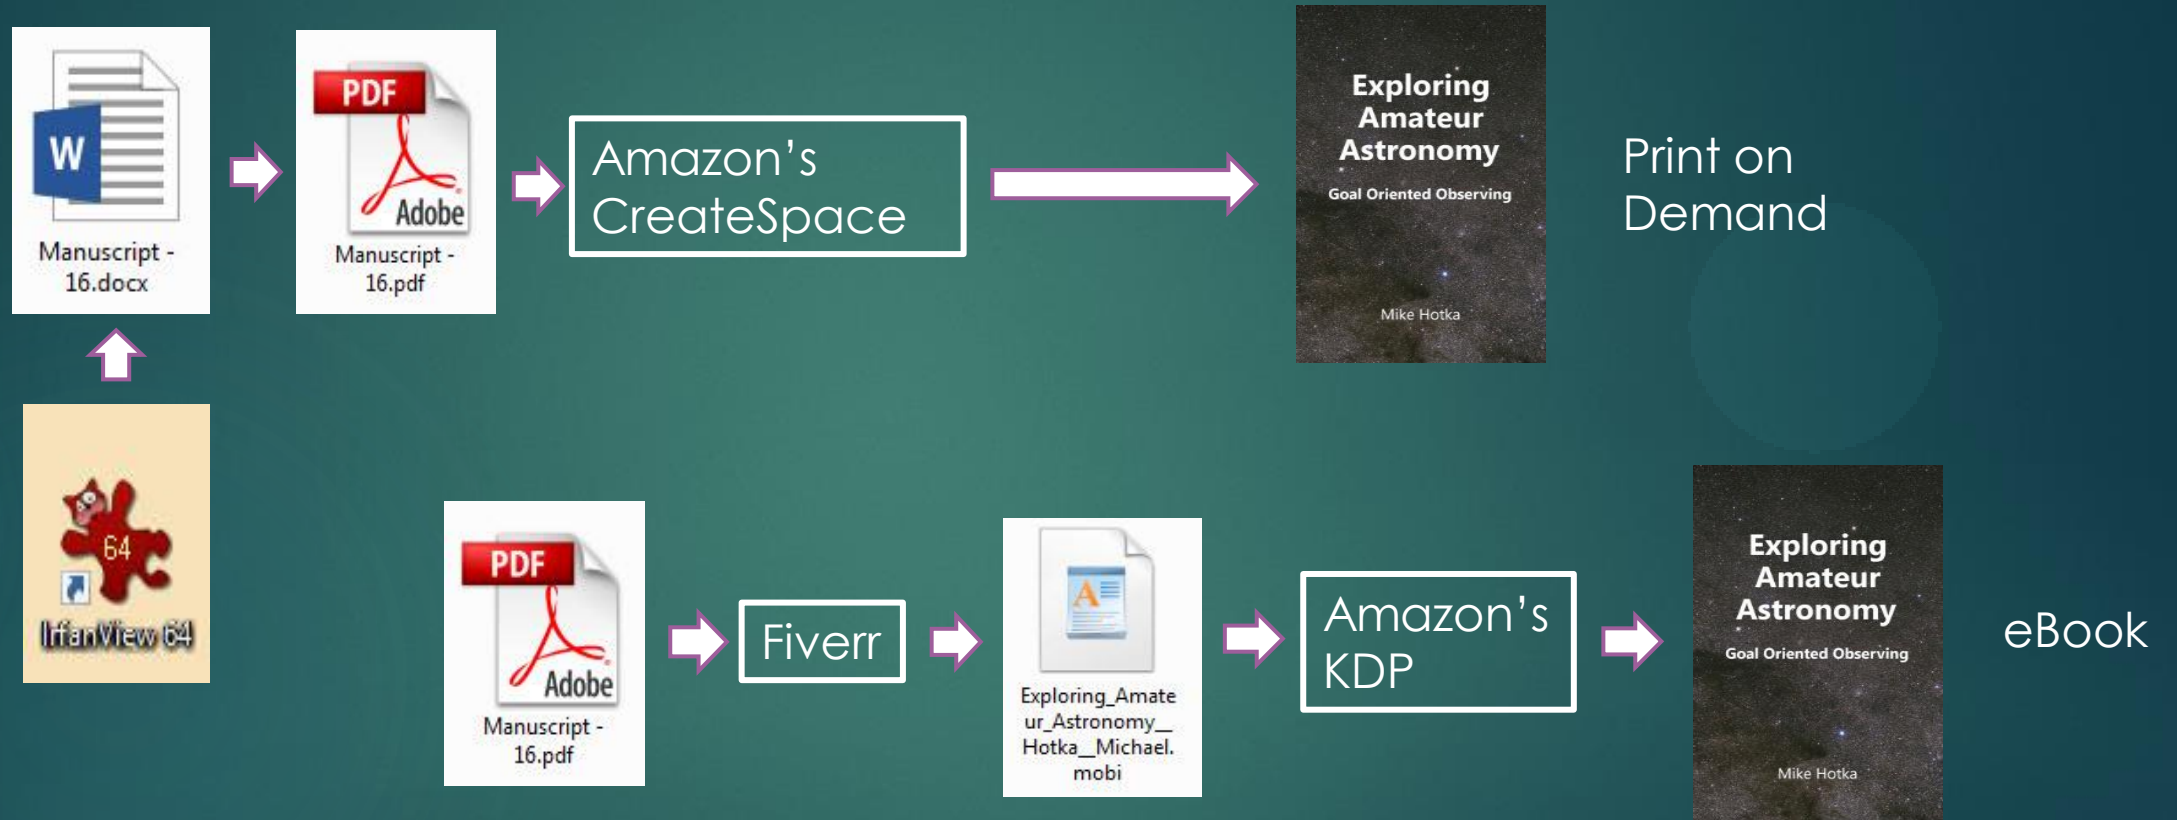 W
Manuscript -
16.docx
PDF
Adobe
Manuscript -
16.pdf
Amazon's
CreateSpace
Exploring
Amateur
Astronomy
Goal Oriented Observing
Mike Hotka
Print on
Demand
64
IrfanView 64
PDF
Adobe
Manuscript -
16.pdf
Fiverr
A
Exploring_Amate
ur_Astronomy__
Hotka__Michael.
mobi
Amazon's
KDP
Exploring
Amateur
Astronomy
Goal Oriented Observing
Mike Hotka
eBook